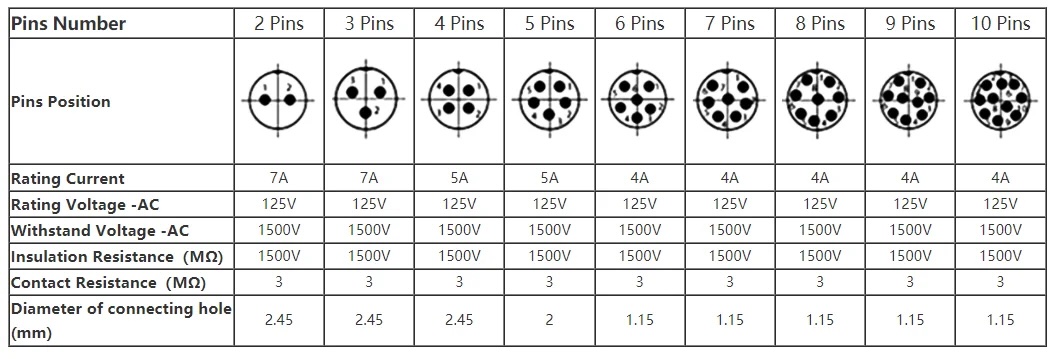 Pins Number 2 Pins 3 Pins 4 Pins 5 Pins 6 Pins 7 Pins 8 Pins 9 Pins 10 Pins
Pins Position
Rating Current 7A 7A 5A 5A 4A 4A 4A 4A 4A
Rating Voltage -AC 125V 125V 125V 125V 125V 125V 125V 125V 125V
Withstand Voltage -AC 1500V 1500V 1500V 1500V 1500V 1500V 1500V 1500V 1500V
Insulation Resistance (MΩ) 1500V 1500V 1500V 1500V 1500V 1500V 1500V 1500V 1500V
Contact Resistance (MΩ) 3 3 3 3 3 3 3 3 3
Diameter of connecting hole
(mm) 2.45 2.45 2.45 2 1.15 1.15 1.15 1.15 1.15